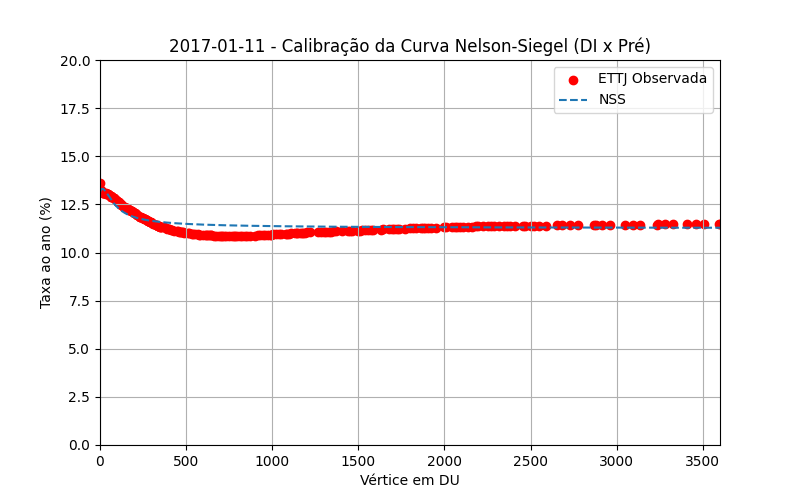 2017-01-11 - Calibração da Curva Nelson-Siegel (DI x Pré)
ETTJ Observada
NSS
Taxa ao ano (%)
20.0
17.5
15.0
12.5
10.0
7.5
5.0
2.5
0.0
0 500 1000 1500 2000 2500 3000 3500
Vértice em DU